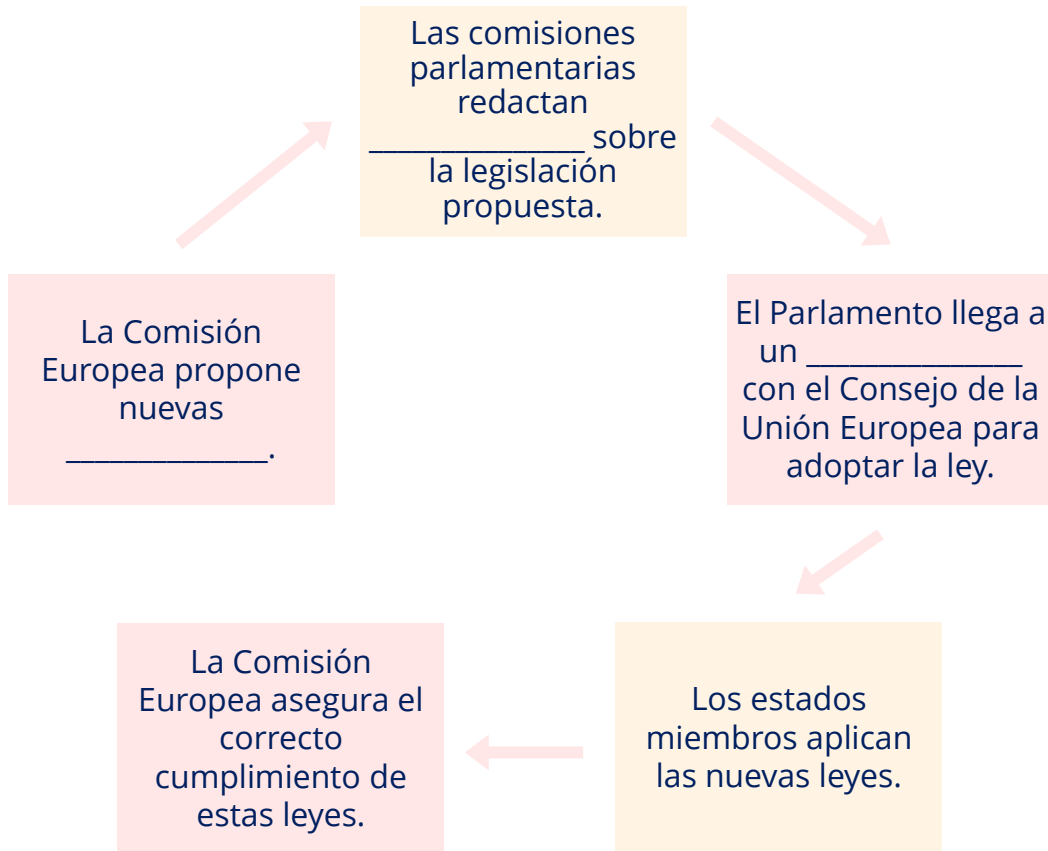 Las comisiones
parlamentarias
redactan
_______________ sobre
la legislación
propuesta.
La Comisión
Europea propone
nuevas
______________.
El Parlamento llega a
un _______________
con el Consejo de la
Unión Europea para
adoptar la ley.
La Comisión
Europea asegura el
correcto
cumplimiento de
estas leyes.
Los estados
miembros aplican
las nuevas leyes.